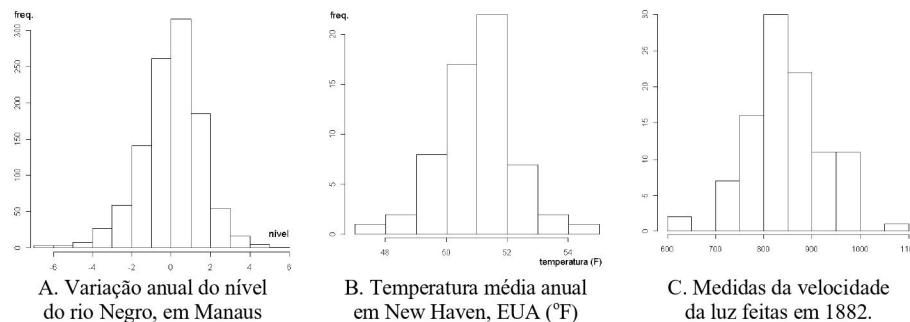 freq.
300
250
200
150
100
50
0
-6 -4 -2 0 2 4 6
nível
A. Variação anual do nível
do rio Negro, em Manaus
freq.
20
15
10
5
0
48 50 52 54
temperatura (F)
B. Temperatura média anual
em New Haven, EUA (°F)
30
25
20
15
10
5
0
600 700 800 900 1000 110
C. Medidas da velocidade
da luz feitas em 1882.